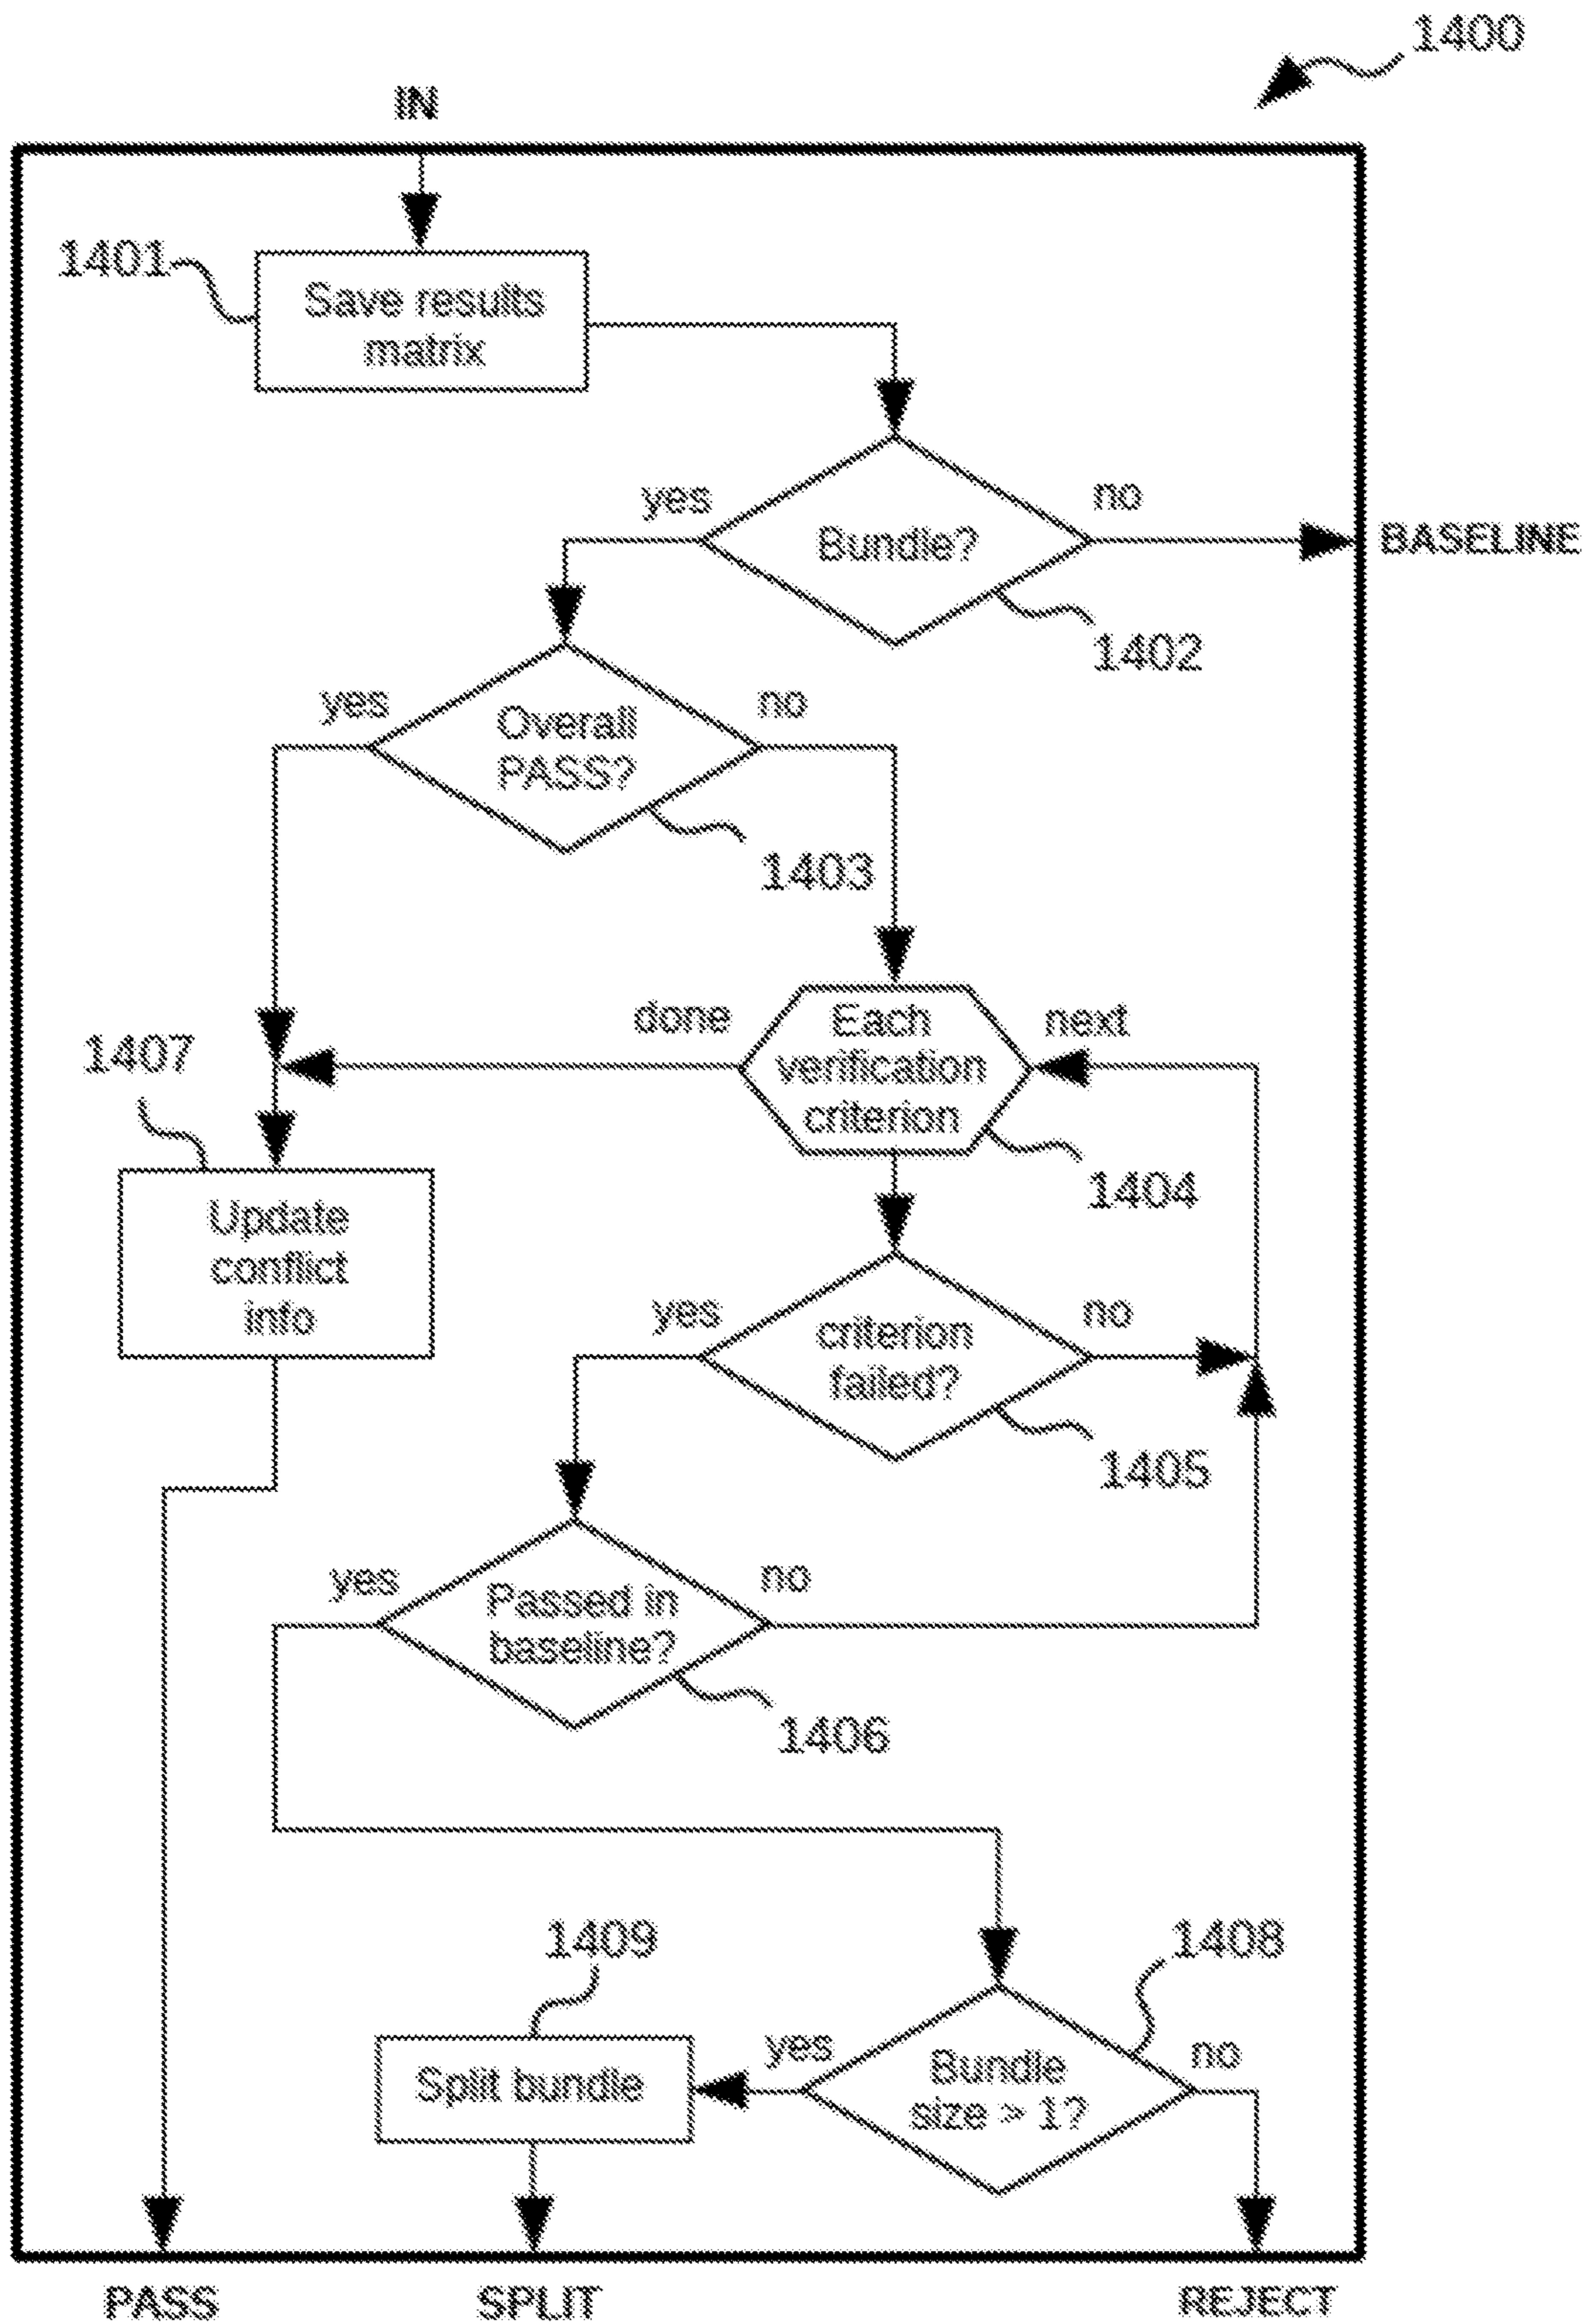 1400
IN
1401
Save results
matrix
yes
no
Bundle?
BASELINE
1402
yes
no
Overall
PASS?
1403
done
next
Each
verification
criterion
1407
1404
Update
conflict
info
yes
no
criterion
failed?
1405
yes
no
Passed in
baseline?
1406
1409
1408
yes
no
Split bundle
Bundle
size > 1?
PASS
SPLIT
REJECT